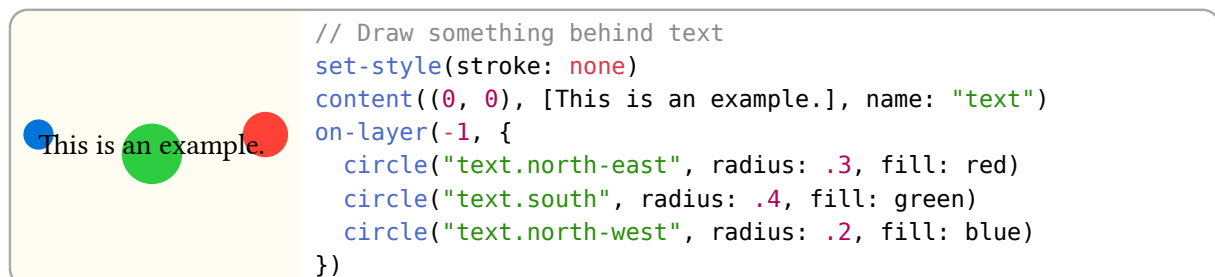 This is an example.
// Draw something behind text
set-style(stroke: none)
content((0, 0), [This is an example.], name: "text")
on-layer(-1, {
  circle("text.north-east", radius: .3, fill: red)
  circle("text.south", radius: .4, fill: green)
  circle("text.north-west", radius: .2, fill: blue)
})